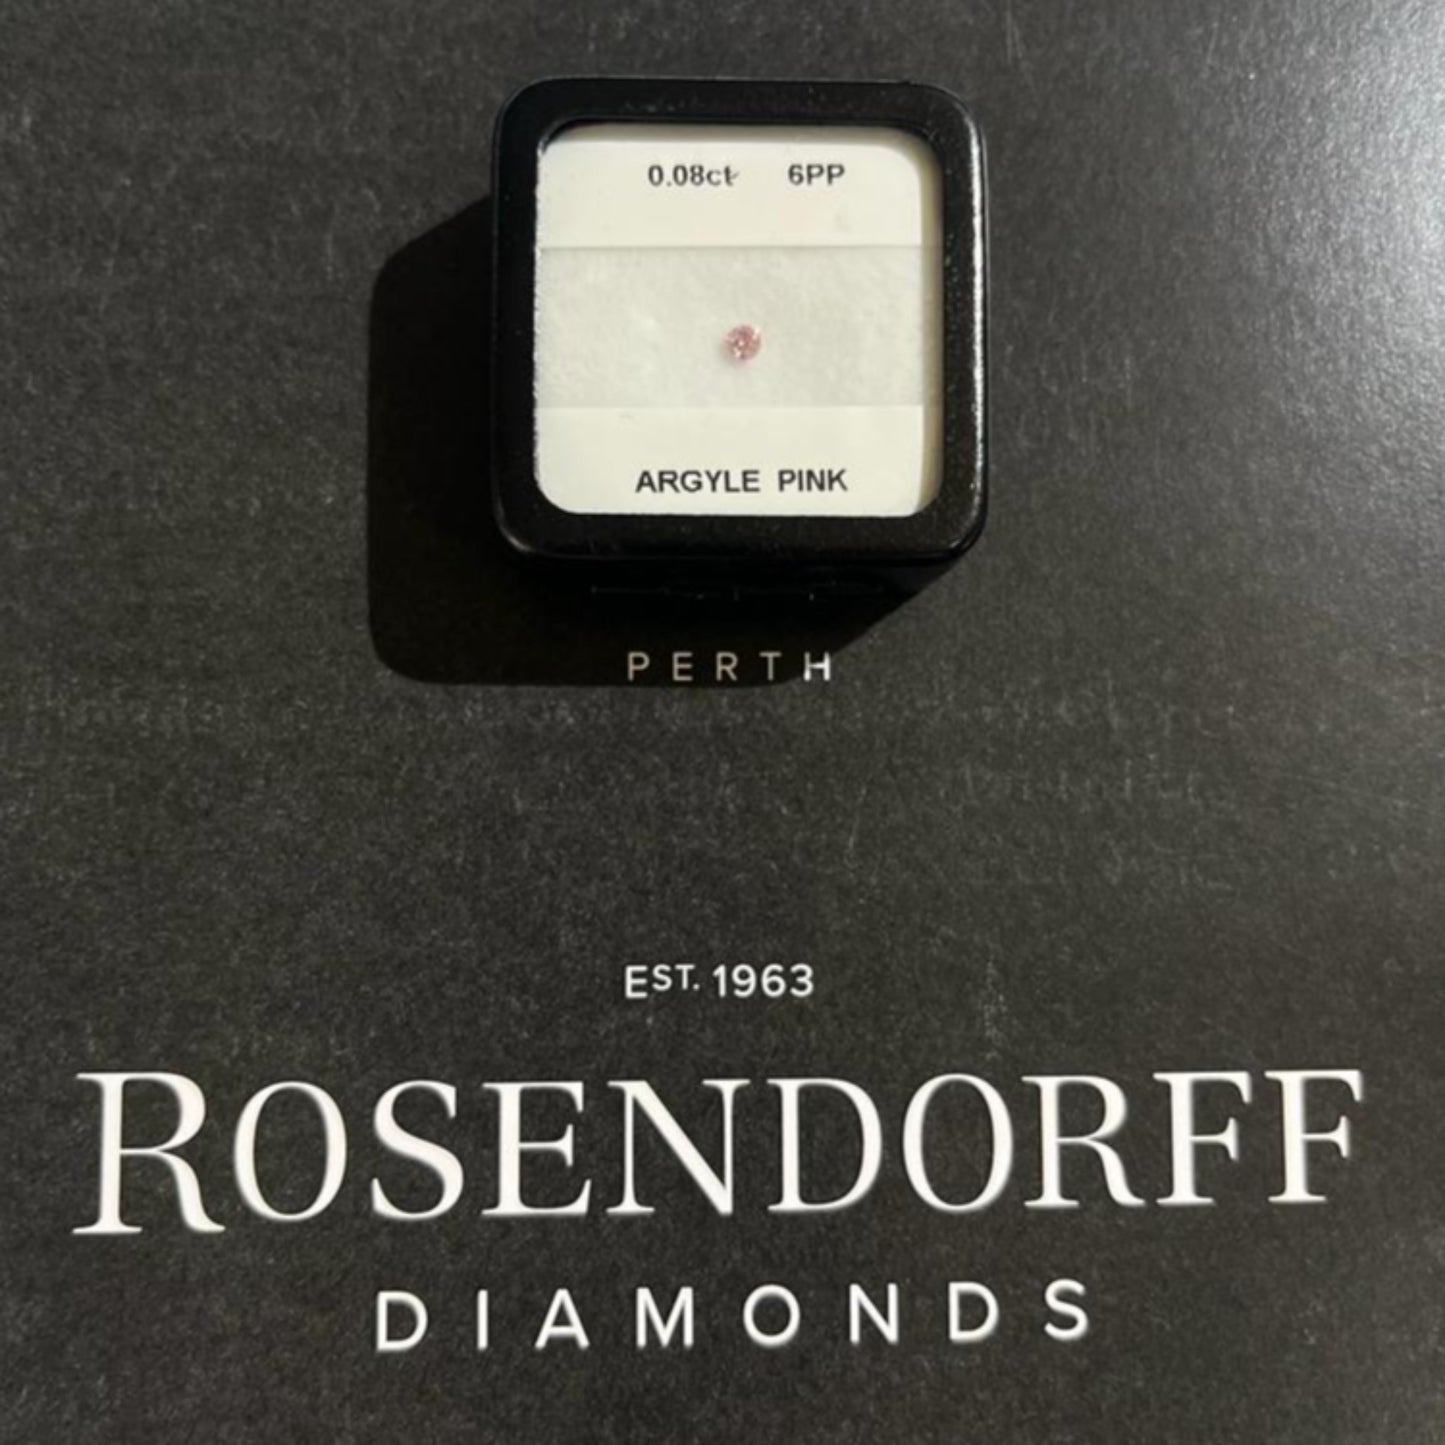 0.08ct 6PP
ARGYLE PINK
PERTH
EST. 1963
ROSENDORFF
DIAMONDS